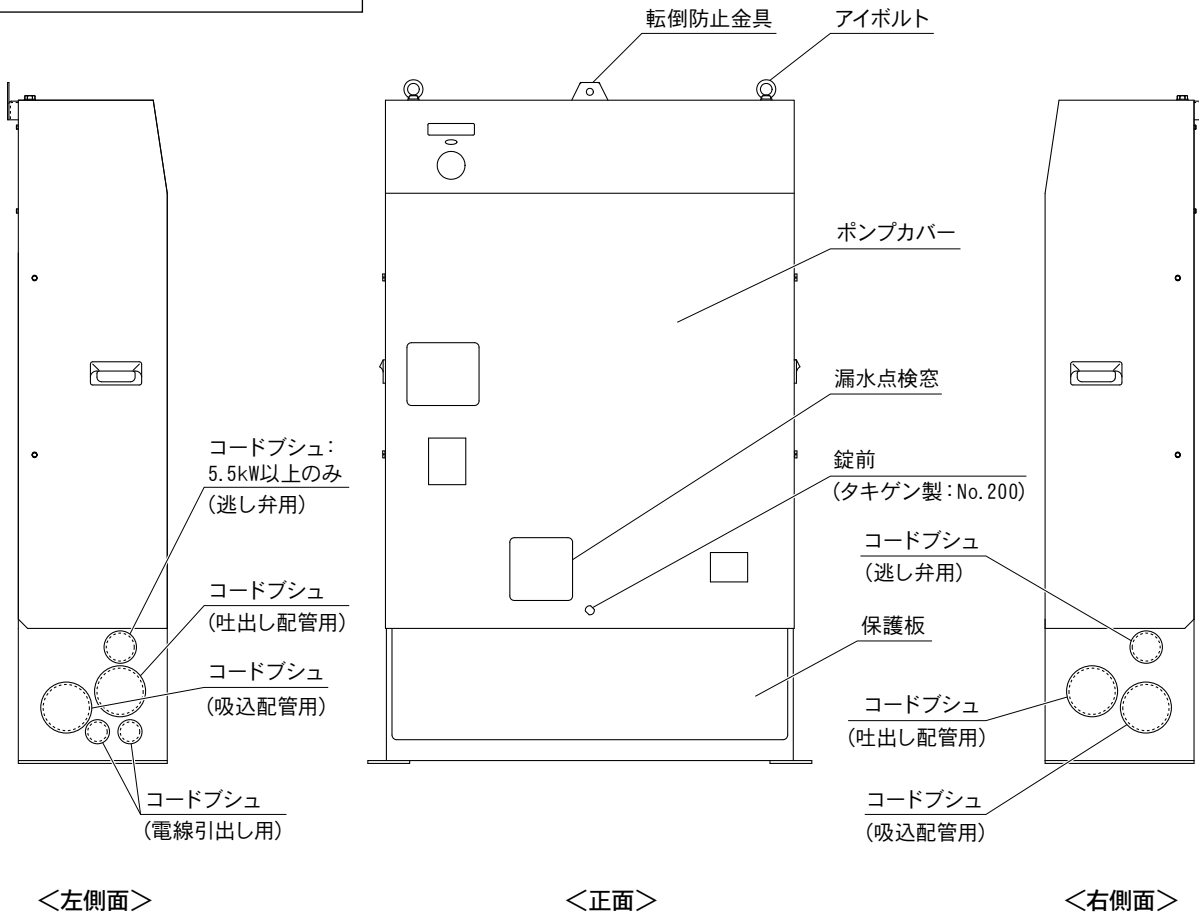 転倒防止金具
アイボルト
ポンプカバー
漏水点検窓
錠前
(タキゲン製:No.200)
コードブシュ:
5.5kW以上のみ
(逃し弁用)
コードブシュ
(吐出し配管用)
コードブシュ
(吸込配管用)
コードブシュ
(電線引出し用)
コードブシュ
(逃し弁用)
保護板
コードブシュ
(吐出し配管用)
コードブシュ
(吸込配管用)
<左側面>
<正面>
<右側面>